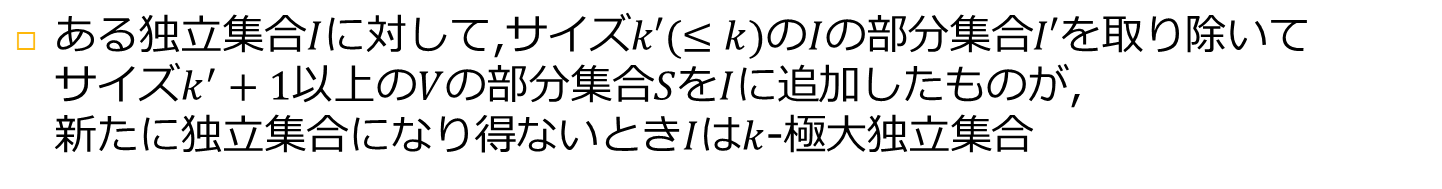 ある独立集合𝐼に対して,サイズ𝑘′(≤ 𝑘)の𝐼の部分集合𝐼′を取り除いて
サイズ𝑘′ + 1以上の𝑉の部分集合𝑆を𝐼に追加したものが,
新たに独立集合になり得ないとき𝐼は𝑘-極大独立集合